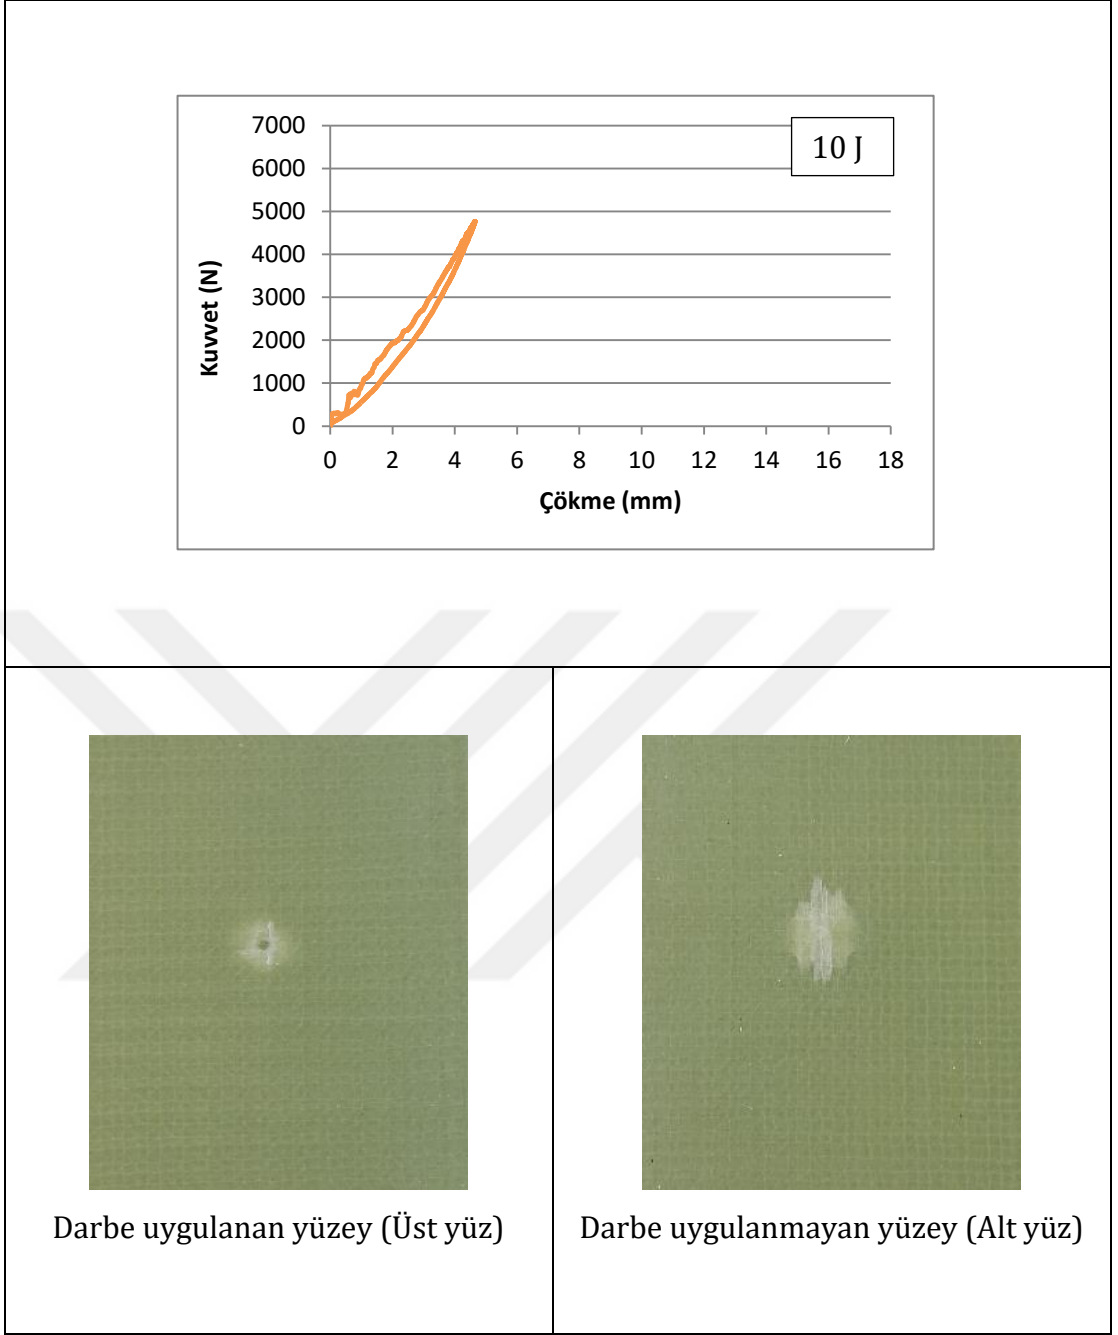 10 J
7000
6000
5000
4000
3000
2000
1000
0
Kuvvet (N)
0 2 4 6 8 10 12 14 16 18
Çökme (mm)
Darbe uygulanan yüzey (Üst yüz)
Darbe uygulanmayan yüzey (Alt yüz)